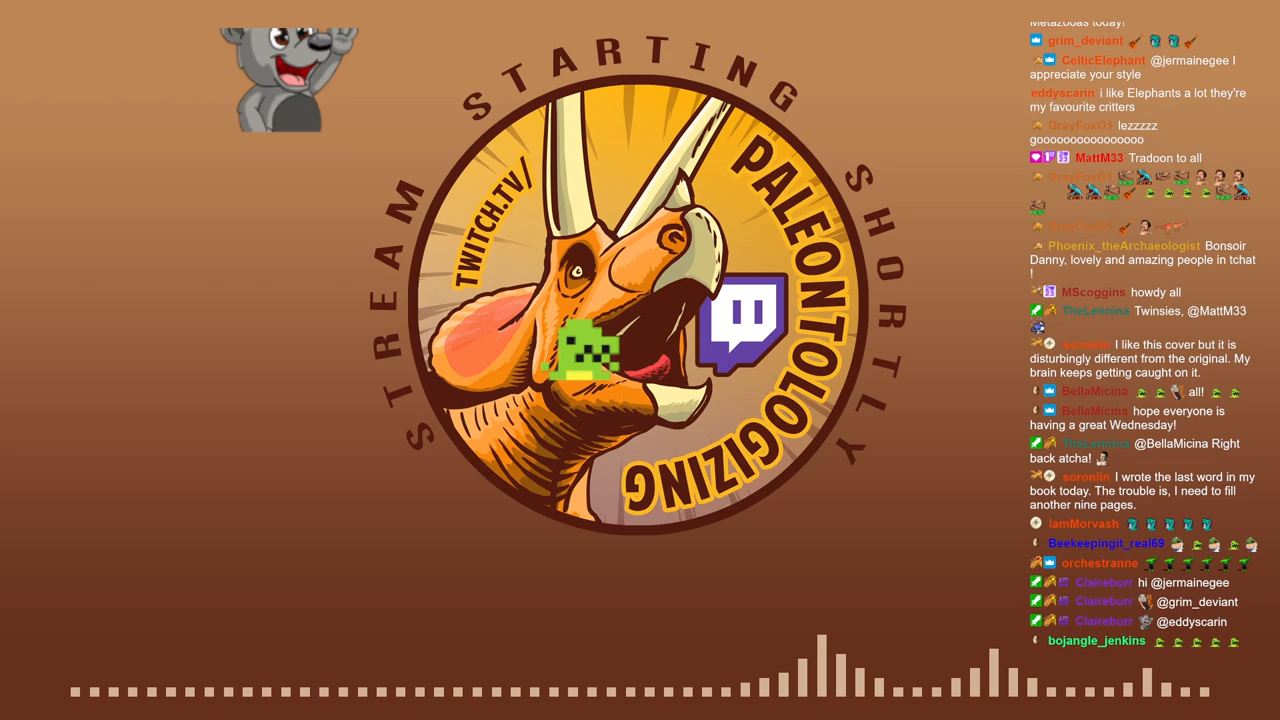 STREAM STARTING SHORTLY
TWITCH.TV/
PALEONTOLOGIZING
Metazooas today!
grim_deviant
CelticElephant @jermainegee I
appreciate your style
eddyscarin i like Elephants a lot they're
my favourite critters
GrayFoxO1 lezzzzz
goooooooooooooooo
MattM33 Tradoon to all
GrayFoxO1
GrayFoxO1
Phoenix_theArchaeologist Bonsoir
Danny, lovely and amazing people in tchat
!
MScoggins howdy all
TheLennina Twinsies, @MattM33
soronlin I like this cover but it is
disturbingly different from the original. My
brain keeps getting caught on it.
BellaMicina all!
BellaMicina hope everyone is
having a great Wednesday!
TheLennina @BellaMicina Right
back atcha!
soronlin I wrote the last word in my
book today. The trouble is, I need to fill
another nine pages.
IamMorvash
Beekeepingit_real69
orchestranne
Claireburr hi @jermainegee
Claireburr @grim_deviant
Claireburr @eddyscarin
bojangle_jenkins